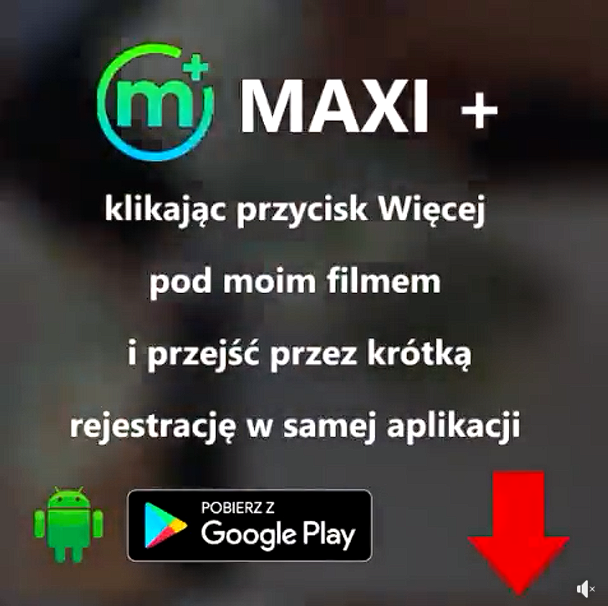 m+ MAXI +
klikając przycisk Więcej
pod moim filmem
i przejść przez krótką
rejestrację w samej aplikacji
POBIERZ Z
Google Play